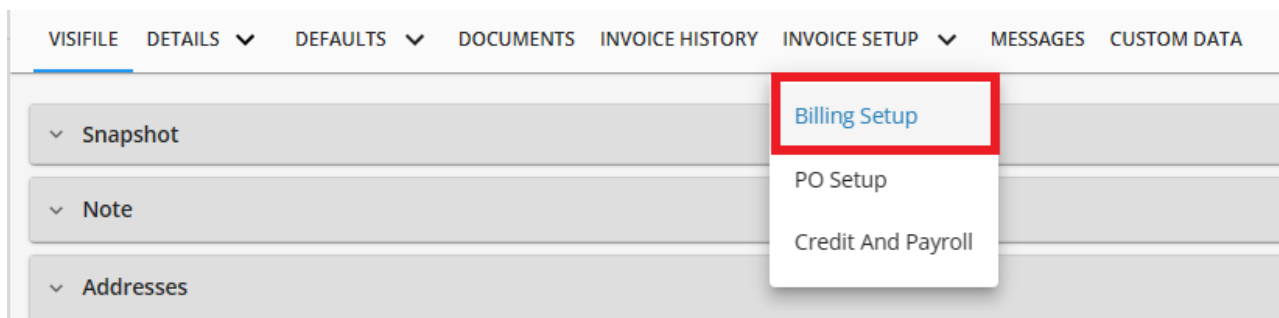 VISIFILE DETAILS DEFAULTS DOCUMENTS INVOICE HISTORY INVOICE SETUP MESSAGES CUSTOM DATA
Billing Setup
Snapshot
PO Setup
Note
Credit And Payroll
Addresses